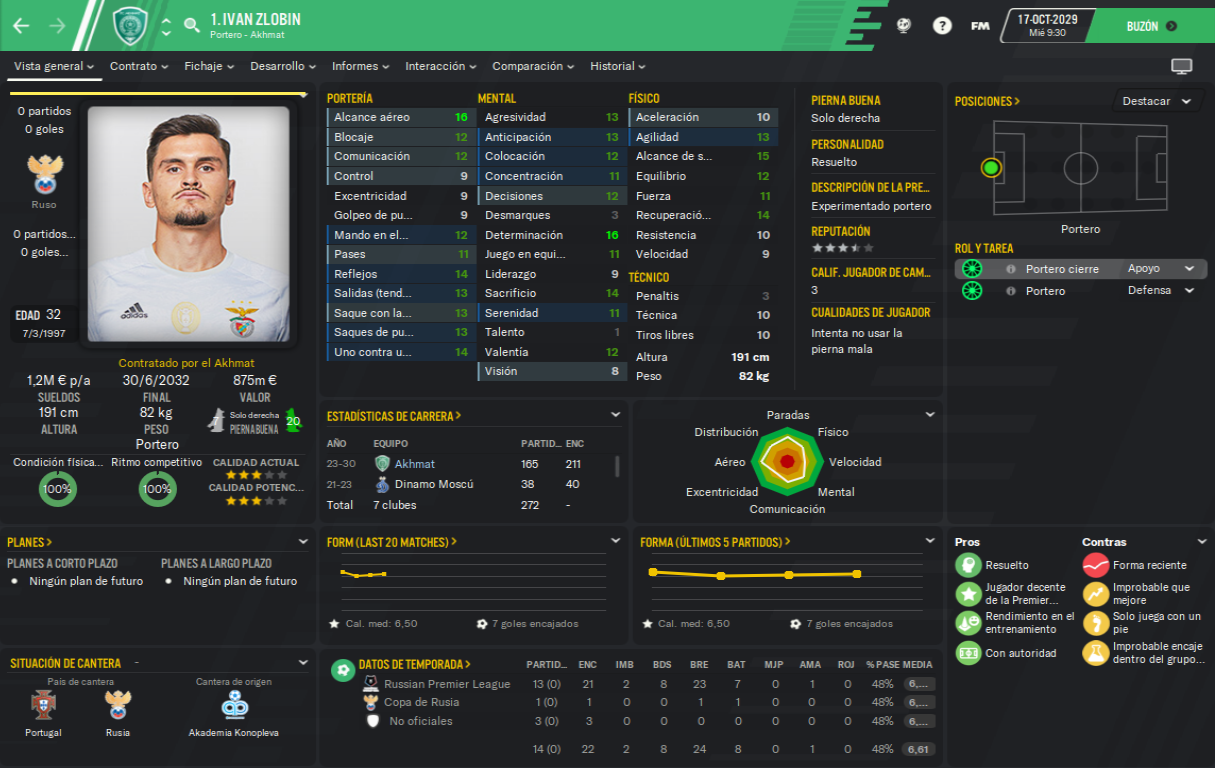 1. IVAN ZLOBIN
Portero - Akhmat
?
FM
17-OCT-2029
Mié 9:30
BUZÓN
Vista general
Contrato
Fichaje
Desarrollo
Informes
Interacción
Comparación
Historial
0 partidos
0 goles
Ruso
0 partidos...
0 goles...
EDAD 32
7/3/1997
adidas
Contratado por el Akhmat
1,2M € p/a
SUELDOS
30/6/2032
FINAL
875m €
VALOR
191 cm
ALTURA
82 kg
PESO
7
Solo derecha
PIERNA BUENA
20
Portero
Condición física...
100%
Ritmo competitivo
100%
CALIDAD ACTUAL
CALIDAD POTENC...
PORTERÍA
Alcance aéreo 16
Blocaje 12
Comunicación 12
Control 9
Excentricidad 9
Golpeo de pu... 9
Mando en el... 12
Pases 11
Reflejos 14
Salidas (tend... 13
Saque con la... 13
Saques de pu... 13
Uno contra u... 14
MENTAL
Agresividad 13
Anticipación 13
Colocación 12
Concentración 11
Decisiones 12
Desmarques 3
Determinación 16
Juego en equi... 11
Liderazgo 9
Sacrificio 14
Serenidad 11
Talento 1
Valentía 12
Visión 8
FÍSICO
Aceleración 10
Agilidad 13
Alcance de s... 15
Equilibrio 12
Fuerza 11
Recuperació... 14
Resistencia 10
Velocidad 9
TÉCNICO
Penaltis 3
Técnica 10
Tiros libres 10
Altura 191 cm
Peso 82 kg
PIERNA BUENA
Solo derecha
PERSONALIDAD
Resuelto
DESCRIPCIÓN DE LA PRE...
Experimentado portero
REPUTACIÓN
CALIF. JUGADOR DE CAM...
3
CUALIDADES DE JUGADOR
Intenta no usar la
pierna mala
POSICIONES >
Destacar
Portero
ROL Y TAREA
Portero cierre Apoyo
Portero Defensa
ESTADÍSTICAS DE CARRERA >
AÑO EQUIPO PARTID... ENC
23-30 Akhmat 165 211
21-23 Dinamo Moscú 38 40
Total 7 clubes 272 -
Paradas
Distribución
Físico
Aéreo
Velocidad
Excentricidad
Mental
Comunicación
PLANES >
PLANES A CORTO PLAZO
Ningún plan de futuro
PLANES A LARGO PLAZO
Ningún plan de futuro
FORM (LAST 20 MATCHES) >
Cal. med: 6,50
7 goles encajados
FORMA (ÚLTIMOS 5 PARTIDOS) >
Cal. med: 6,50
7 goles encajados
Pros
Resuelto
Jugador decente
de la Premier...
Rendimiento en el
entrenamiento
Con autoridad
Contras
Forma reciente
Improbable que
mejore
Solo juega con un
pie
Improbable encaje
dentro del grupo...
SITUACIÓN DE CANTERA -
País de cantera
Portugal
Rusia
Cantera de origen
Akademia Konopleva
DATOS DE TEMPORADA > PARTID... ENC IMB BDS BRE BAT MJP AMA ROJ % PASE MEDIA
Russian Premier League 13 (0) 21 2 8 23 7 0 1 0 48% 6,...
Copa de Rusia 1 (0) 1 0 0 1 1 0 0 0 48% 6,...
No oficiales 3 (0) 3 0 0 0 0 0 0 0 48% 6,...
14 (0) 22 2 8 24 8 0 1 0 48% 6,61